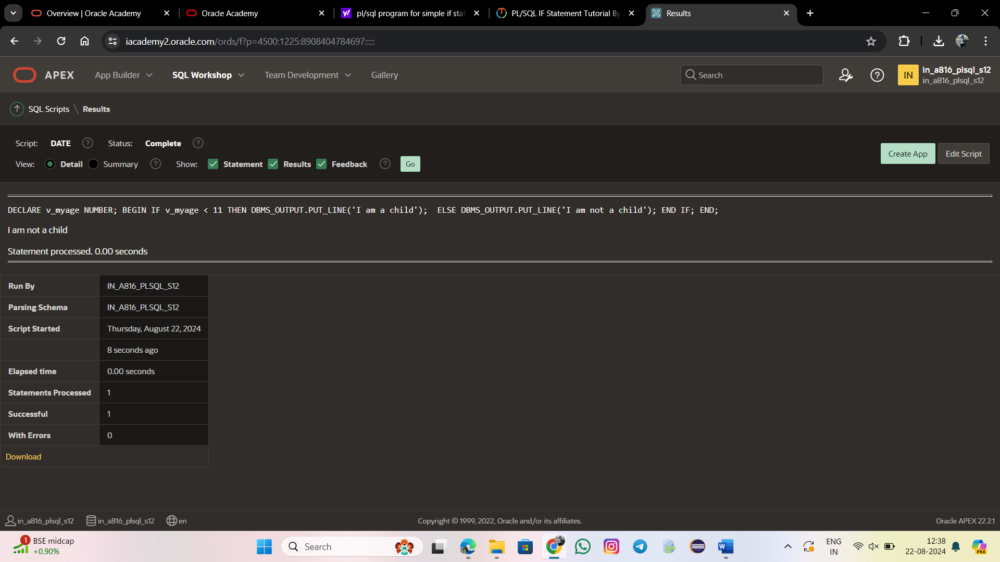 Overview | Oracle Academy
Oracle Academy
pl/sql program for simple if sta
PL/SQL IF Statement Tutorial By
Results
iacademy2.oracle.com/ords/f?p=4500:1225:8908404784697:::::
APEX
App Builder
SQL Workshop
Team Development
Gallery
Search
IN
in_a816_plsql_s12
in_a816_plsql_s12
SQL Scripts \ Results
Script: DATE ? Status: Complete ?
View: Detail Summary ? Show: Statement Results Feedback ? Go
Create App
Edit Script
DECLARE v_myage NUMBER; BEGIN IF v_myage < 11 THEN DBMS_OUTPUT.PUT_LINE('I am a child');  ELSE DBMS_OUTPUT.PUT_LINE('I am not a child'); END IF; END;
I am not a child
Statement processed. 0.00 seconds
Run By IN_A816_PLSQL_S12
Parsing Schema IN_A816_PLSQL_S12
Script Started Thursday, August 22, 2024
8 seconds ago
Elapsed time 0.00 seconds
Statements Processed 1
Successful 1
With Errors 0
Download
in_a816_plsql_s12 in_a816_plsql_s12 en
Copyright © 1999, 2022, Oracle and/or its affiliates.
Oracle APEX 22.2.1
1
BSE midcap
+0.90%
Search
W
ENG
IN
12:38
22-08-2024
PRE